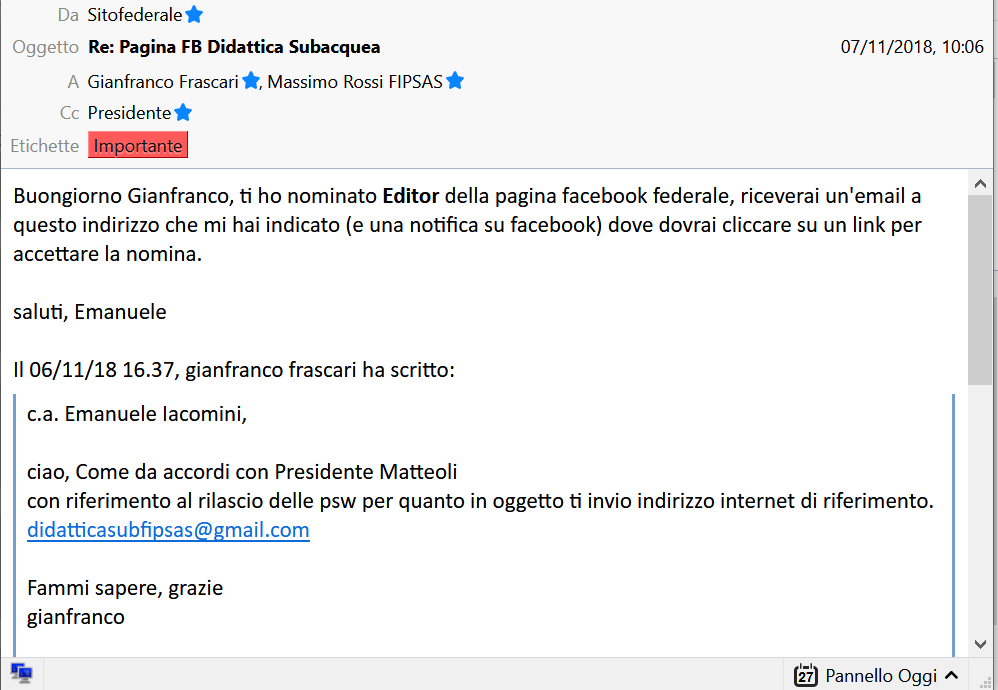 Da Sitofederale
Oggetto Re: Pagina FB Didattica Subacquea 07/11/2018, 10:06
A Gianfranco Frascari, Massimo Rossi FIPSAS
Cc Presidente
Etichette Importante
Buongiorno Gianfranco, ti ho nominato Editor della pagina facebook federale, riceverai un'email a
questo indirizzo che mi hai indicato (e una notifica su facebook) dove dovrai cliccare su un link per
accettare la nomina.
saluti, Emanuele
Il 06/11/18 16.37, gianfranco frascari ha scritto:
c.a. Emanuele Iacomini,
ciao, Come da accordi con Presidente Matteoli
con riferimento al rilascio delle psw per quanto in oggetto ti invio indirizzo internet di riferimento.
didatticasubfipsas@gmail.com
Fammi sapere, grazie
gianfranco
27 Pannello Oggi